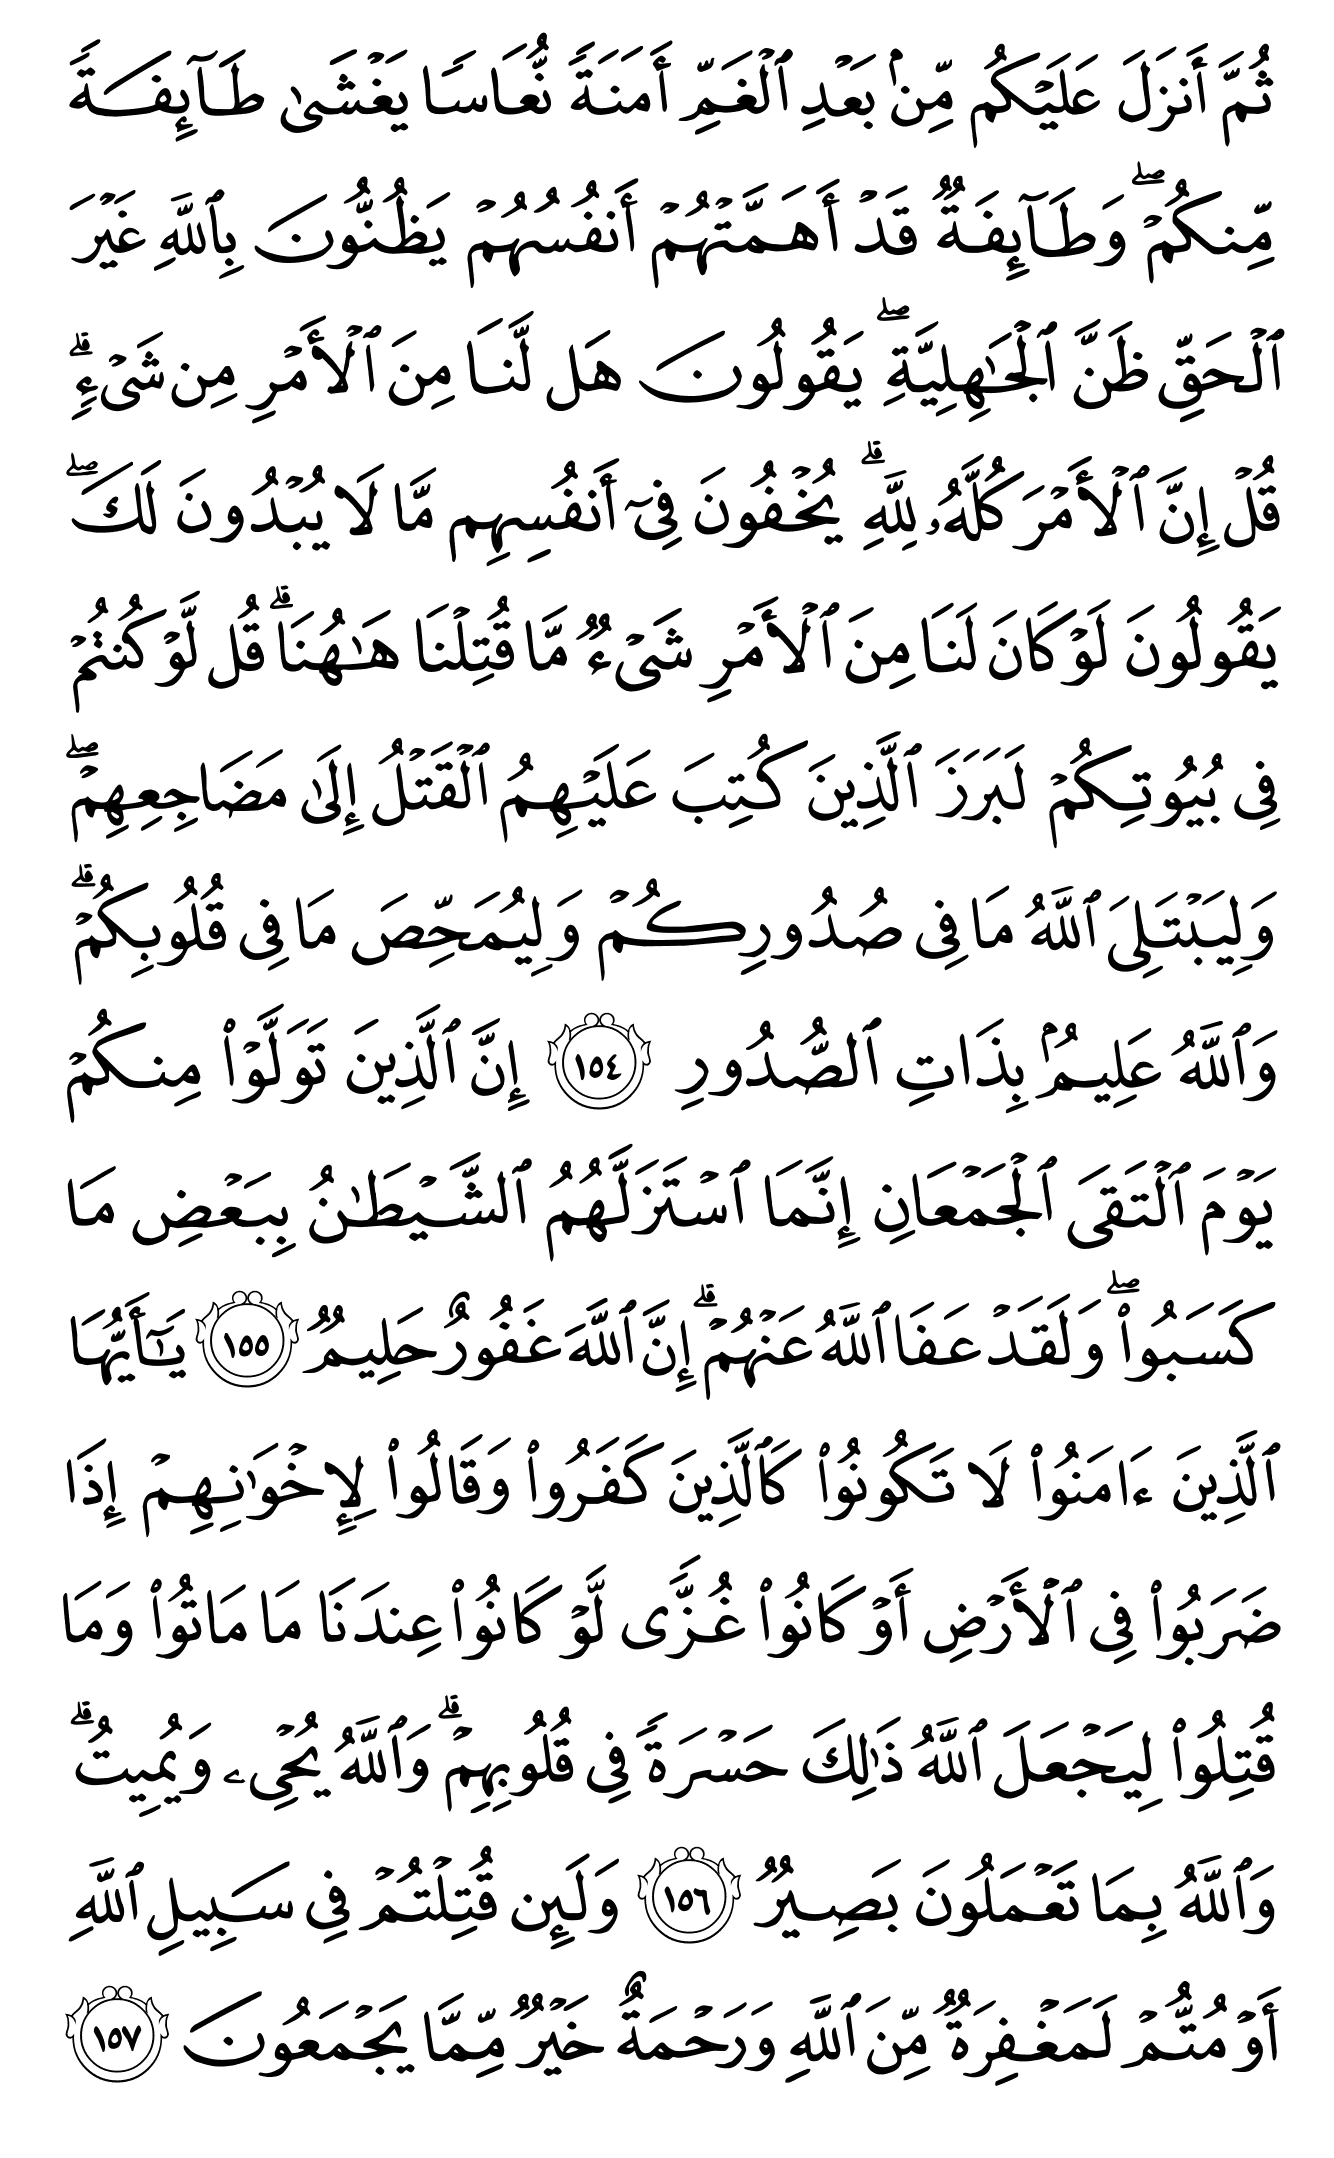 ثُمَّ أَنزَلَ عَلَيۡكُم مِّنۢ بَعۡدِ ٱلۡغَمِّ أَمَنَةٗ نُّعَاسٗا يَغۡشَىٰ طَآئِفَةٗ
مِّنكُمۡۖ وَطَآئِفَةٞ قَدۡ أَهَمَّتۡهُمۡ أَنفُسُهُمۡ يَظُنُّونَ بِٱللَّهِ غَيۡرَ
ٱلۡحَقِّ ظَنَّ ٱلۡجَٰهِلِيَّةِۖ يَقُولُونَ هَل لَّنَا مِنَ ٱلۡأَمۡرِ مِن شَيۡءٖۗ
قُلۡ إِنَّ ٱلۡأَمۡرَ كُلَّهُۥ لِلَّهِۗ يُخۡفُونَ فِيٓ أَنفُسِهِم مَّا لَا يُبۡدُونَ لَكَۖ
يَقُولُونَ لَوۡ كَانَ لَنَا مِنَ ٱلۡأَمۡرِ شَيۡءٞ مَّا قُتِلۡنَا هَٰهُنَاۗ قُل لَّوۡ كُنتُمۡ
فِي بُيُوتِكُمۡ لَبَرَزَ ٱلَّذِينَ كُتِبَ عَلَيۡهِمُ ٱلۡقَتۡلُ إِلَىٰ مَضَاجِعِهِمۡۖ
وَلِيَبۡتَلِيَ ٱللَّهُ مَا فِي صُدُورِكُمۡ وَلِيُمَحِّصَ مَا فِي قُلُوبِكُمۡۗ
وَٱللَّهُ عَلِيمُۢ بِذَاتِ ٱلصُّدُورِ ١٥٤ إِنَّ ٱلَّذِينَ تَوَلَّوۡاْ مِنكُمۡ
يَوۡمَ ٱلۡتَقَى ٱلۡجَمۡعَانِ إِنَّمَا ٱسۡتَزَلَّهُمُ ٱلشَّيۡطَٰنُ بِبَعۡضِ مَا
كَسَبُواْۖ وَلَقَدۡ عَفَا ٱللَّهُ عَنۡهُمۡۗ إِنَّ ٱللَّهَ غَفُورٌ حَلِيمٞ ١٥٥ يَٰٓأَيُّهَا
ٱلَّذِينَ ءَامَنُواْ لَا تَكُونُواْ كَٱلَّذِينَ كَفَرُواْ وَقَالُواْ لِإِخۡوَٰنِهِمۡ إِذَا
ضَرَبُواْ فِي ٱلۡأَرۡضِ أَوۡ كَانُواْ غُزّٗى لَّوۡ كَانُواْ عِندَنَا مَا مَاتُواْ وَمَا
قُتِلُواْ لِيَجۡعَلَ ٱللَّهُ ذَٰلِكَ حَسۡرَةٗ فِي قُلُوبِهِمۡۗ وَٱللَّهُ يُحۡيِۦ وَيُمِيتُۗ
وَٱللَّهُ بِمَا تَعۡمَلُونَ بَصِيرٞ ١٥٦ وَلَئِن قُتِلۡتُمۡ فِي سَبِيلِ ٱللَّهِ
أَوۡ مُتُّمۡ لَمَغۡفِرَةٞ مِّنَ ٱللَّهِ وَرَحۡمَةٌ خَيۡرٞ مِّمَّا يَجۡمَعُونَ ١٥٧